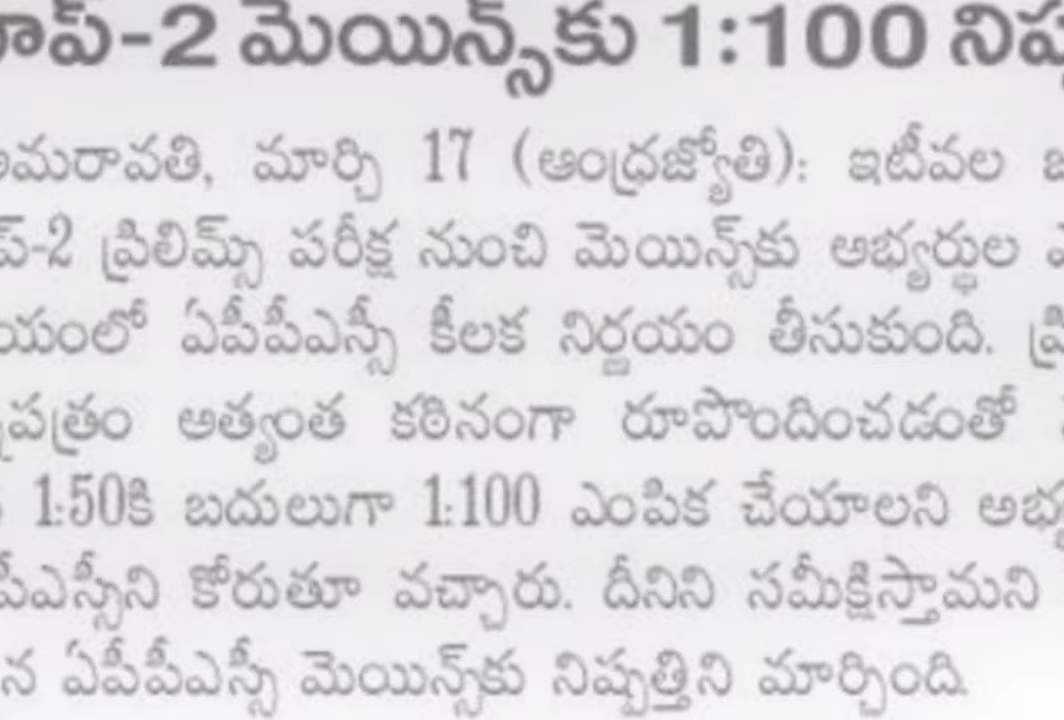 రూప్-2 మెయిన్స్‌కు 1:100 నిష్ప
అమరావతి, మార్చి 17 (ఆంధ్రజ్యోతి): ఇటీవల
ప్-2 ప్రిలిమ్స్ పరీక్ష నుంచి మెయిన్స్‌కు అభ్యర్థుల
యంలో ఏపీపీఎస్సీ కీలక నిర్ణయం తీసుకుంది. ప్రి
పత్రం అత్యంత కఠినంగా రూపొందించడంతో
1:50కి బదులుగా 1:100 ఎంపిక చేయాలని అభ్య
పీఎస్సీని కోరుతూ వచ్చారు. దీనిని సమీక్షిస్తామని
న ఏపీపీఎస్సీ మెయిన్స్‌కు నిష్పత్తిని మార్చింది.